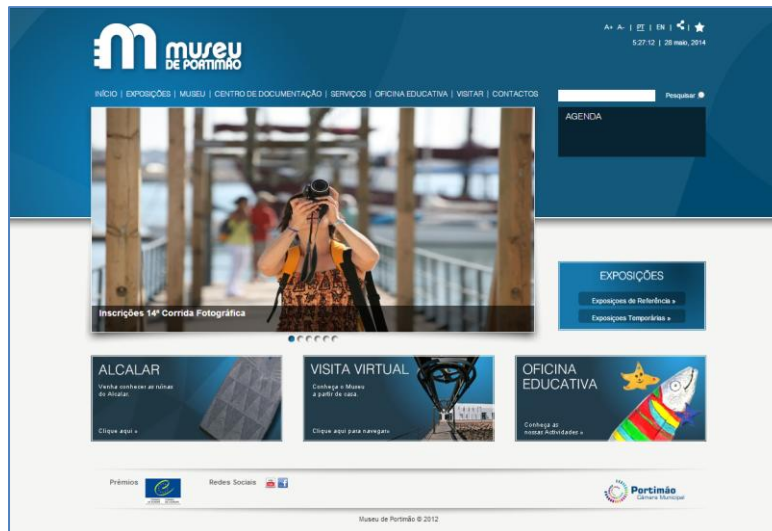 A+ A- | PT | EN |
5:27:12 | 28 maio, 2014
museu
DE PORTIMÃO
INÍCIO | EXPOSIÇÕES | MUSEU | CENTRO DE DOCUMENTAÇÃO | SERVIÇOS | OFICINA EDUCATIVA | VISITAR | CONTACTOS
Pesquisar
AGENDA
Inscrições 14ª Corrida Fotográfica
EXPOSIÇÕES
Exposiçoes de Referência »
Exposiçoes Temporárias »
ALCALAR
Venha conhecer as ruínas
do Alcalar.
Clique aqui »
VISITA VIRTUAL
Conheça o Museu
a partir de casa.
Clique aqui para navegar»
OFICINA
EDUCATIVA
Conheça as
nossas Actividades »
Prémios
Redes Sociais
Portimão
Câmara Municipal
Museu de Portimão © 2012